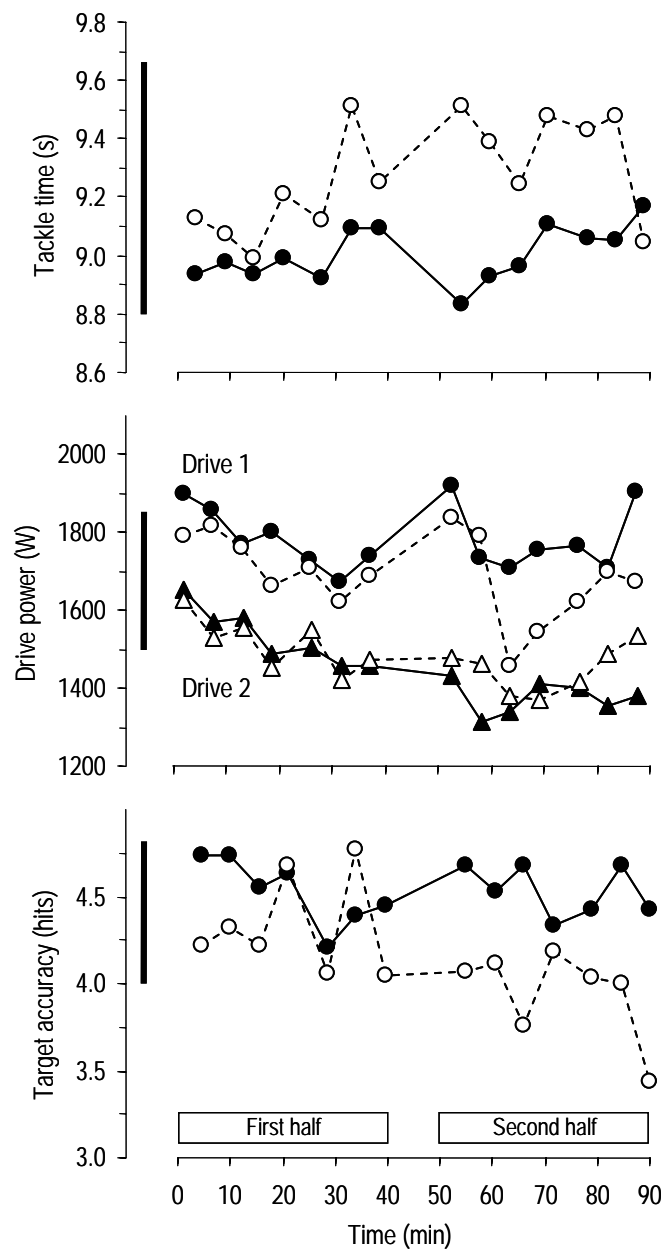 9.8
9.6
9.4
9.2
9.0
8.8
8.6
Tackle time (s)
2000
1800
1600
1400
1200
Drive power (W)
Drive 1
Drive 2
4.5
4.0
3.5
3.0
Target accuracy (hits)
First half
Second half
0 10 20 30 40 50 60 70 80 90
Time (min)